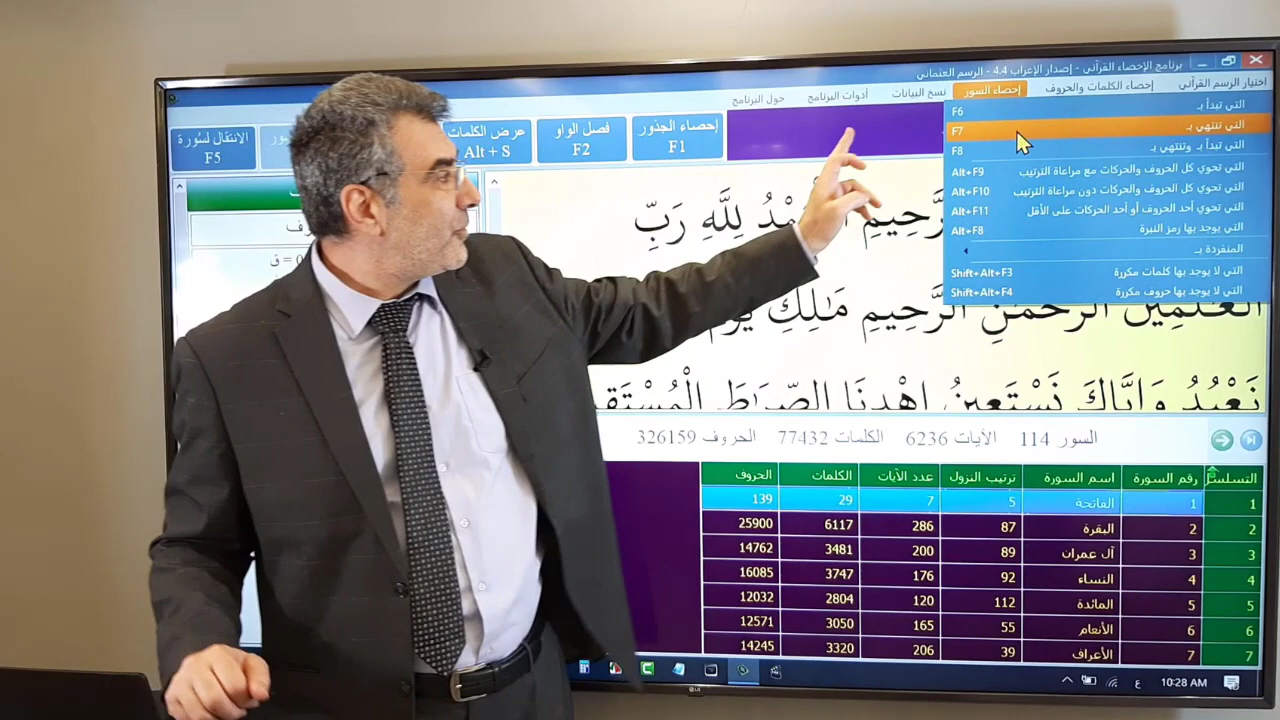 برنامج الإحصاء القرآني - إصدار الإعراب 4.4 - الرسم العثماني
اختيار الرسم القرآني إحصاء الكلمات والحروف إحصاء السور نسخ البيانات أدوات البرنامج حول البرنامج
التي تبدأ بـ F6
التي تنتهي بـ F7
التي تبدأ بـ وتنتهي بـ F8
التي تحوي كل الحروف والحركات مع مراعاة الترتيب Alt+F9
التي تحوي كل الحروف والحركات دون مراعاة الترتيب Alt+F10
التي تحوي أحد الحروف أو أحد الحركات على الأقل Alt+F11
التي يوجد بها رمز النبرة Alt+F8
المنفردة بـ
التي لا يوجد بها كلمات مكررة Shift+Alt+F3
التي لا يوجد بها حروف مكررة Shift+Alt+F4
إحصاء الجذور F1
فصل الواو F2
عرض الكلمات Alt + S
الانتقال لسُورة F5
لِلَّهِ رَبِّ
الرَّحِيمِ مَٰلِكِ
نَعْبُدُ وَإِيَّاكَ نَسْتَعِينُ اهْدِنَا الصِّرَٰطَ
السور 114 الآيات 6236 الكلمات 77432 الحروف 326159
التسلسل رقم السورة اسم السورة ترتيب النزول عدد الآيات الكلمات الحروف
1 1 الفاتحة 5 7 29 139
2 2 البقرة 87 286 6117 25900
3 3 آل عمران 89 200 3481 14762
4 4 النساء 92 176 3747 16085
5 5 المائدة 112 120 2804 12032
6 6 الأنعام 55 165 3050 12571
7 7 الأعراف 39 206 3320 14245
ع 10:28 AM
LG